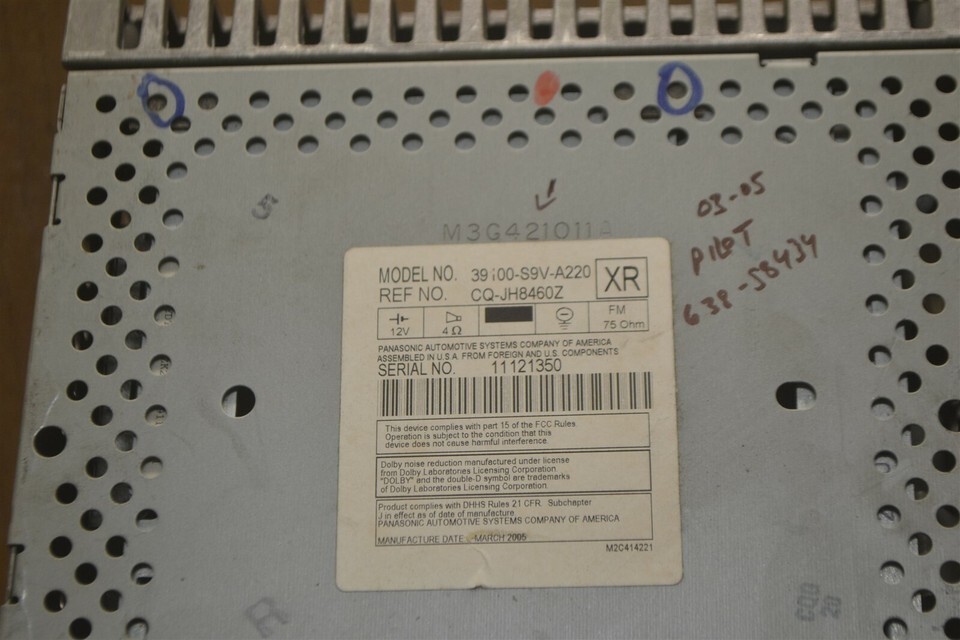 M3G421011A
03-05
PILOT
638-58434
MODEL NO. 39100-S9V-A220
REF NO. CQ-JH8460Z
XR
12V
4 Ω
FM
75 Ohm
PANASONIC AUTOMOTIVE SYSTEMS COMPANY OF AMERICA
ASSEMBLED IN U.S.A. FROM FOREIGN AND U.S. COMPONENTS
SERIAL NO. 11121350
This device complies with part 15 of the FCC Rules.
Operation is subject to the condition that this
device does not cause harmful interference.
Dolby noise reduction manufactured under license
from Dolby Laboratories Licensing Corporation.
"DOLBY" and the double-D symbol are trademarks
of Dolby Laboratories Licensing Corporation.
Product complies with DHHS Rules 21 CFR. Subchapter
J in effect as of date of manufacture
PANASONIC AUTOMOTIVE SYSTEMS COMPANY OF AMERICA
MANUFACTURE DATE: MARCH 2005
M2C414221
R